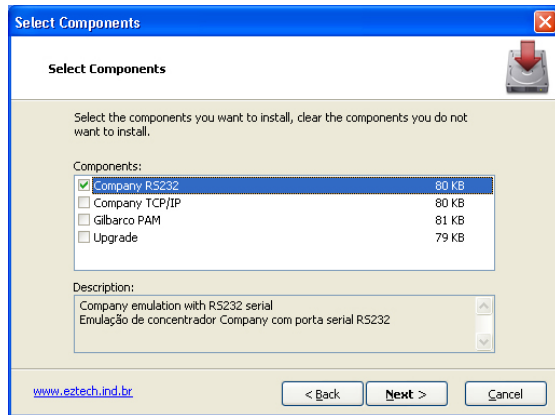 Select Components
Select Components
Select the components you want to install, clear the components you do not
want to install.
Components:
Company RS232 80 KB
Company TCP/IP 80 KB
Gilbarco PAM 81 KB
Upgrade 79 KB
Description:
Company emulation with RS232 serial
Emulação de concentrador Company com porta serial RS232
www.eztech.ind.br
< Back
Next >
Cancel